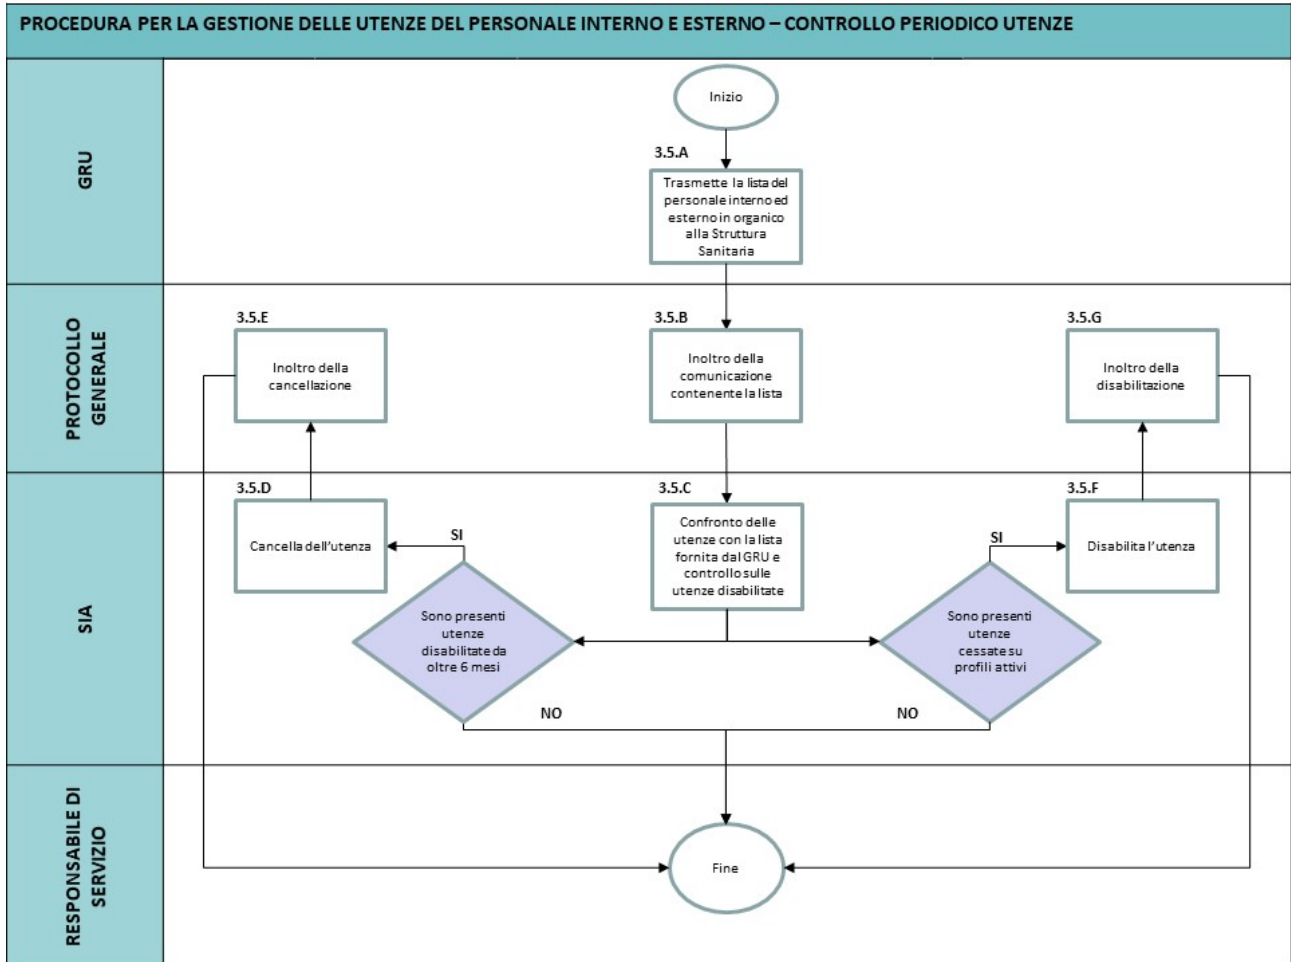 PROCEDURA PER LA GESTIONE DELLE UTENZE DEL PERSONALE INTERNO E ESTERNO – CONTROLLO PERIODICO UTENZE
GRU
Inizio
3.5.A
Trasmette la lista del
personale interno ed
esterno in organico
alla Struttura
Sanitaria
PROTOCOLLO
GENERALE
3.5.E
Inoltro della
cancellazione
3.5.B
Inoltro della
comunicazione
contenente la lista
3.5.G
Inoltro della
disabilitazione
SIA
3.5.D
Cancella dell'utenza
SI
3.5.C
Confronto delle
utenze con la lista
fornita dal GRU e
controllo sulle
utenze disabilitate
SI
3.5.F
Disabilita l'utenza
Sono presenti
utenze
disabilitate da
oltre 6 mesi
Sono presenti
utenze
cessate su
profili attivi
NO
NO
RESPONSABILE DI
SERVIZIO
Fine